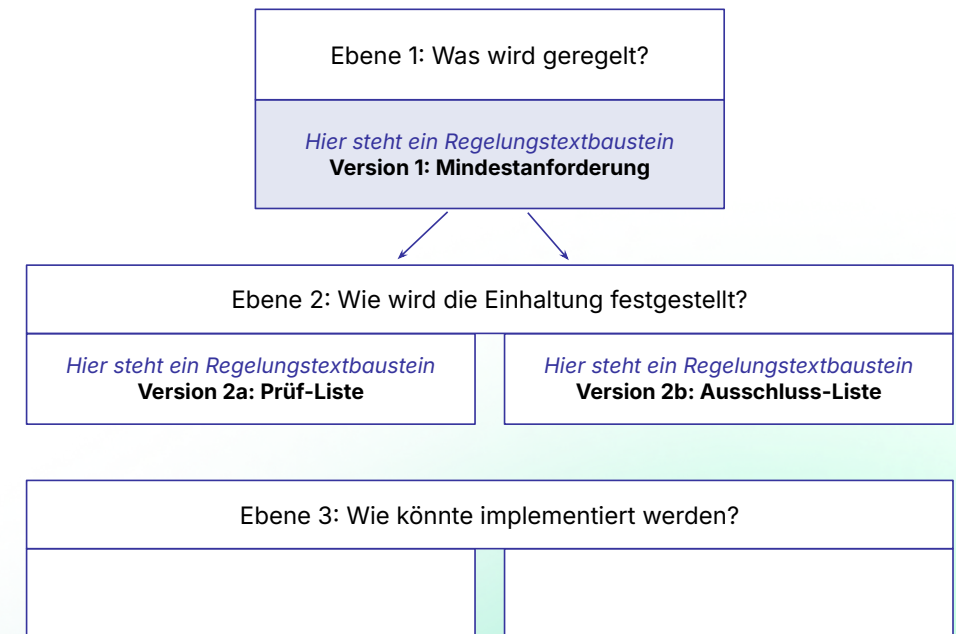 Ebene 1: Was wird geregelt?
Hier steht ein Regelungstextbaustein
Version 1: Mindestanforderung
Ebene 2: Wie wird die Einhaltung festgestellt?
Hier steht ein Regelungstextbaustein
Version 2a: Prüf-Liste
Hier steht ein Regelungstextbaustein
Version 2b: Ausschluss-Liste
Ebene 3: Wie könnte implementiert werden?